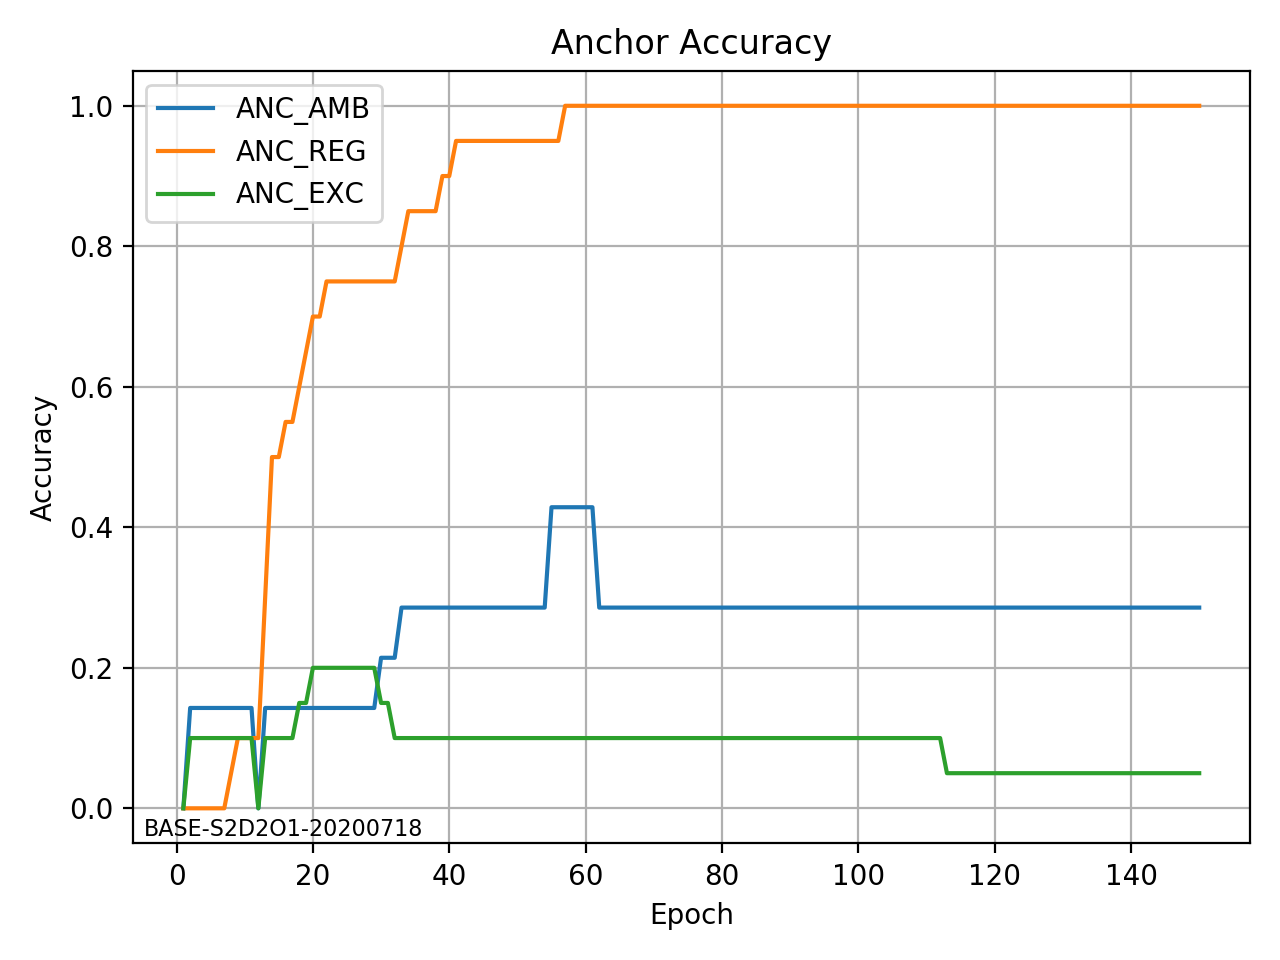 Anchor Accuracy
ANC_AMB
ANC_REG
ANC_EXC
1.0
0.8
0.6
0.4
0.2
0.0
Accuracy
BASE-S2D2O1-20200718
0 20 40 60 80 100 120 140
Epoch